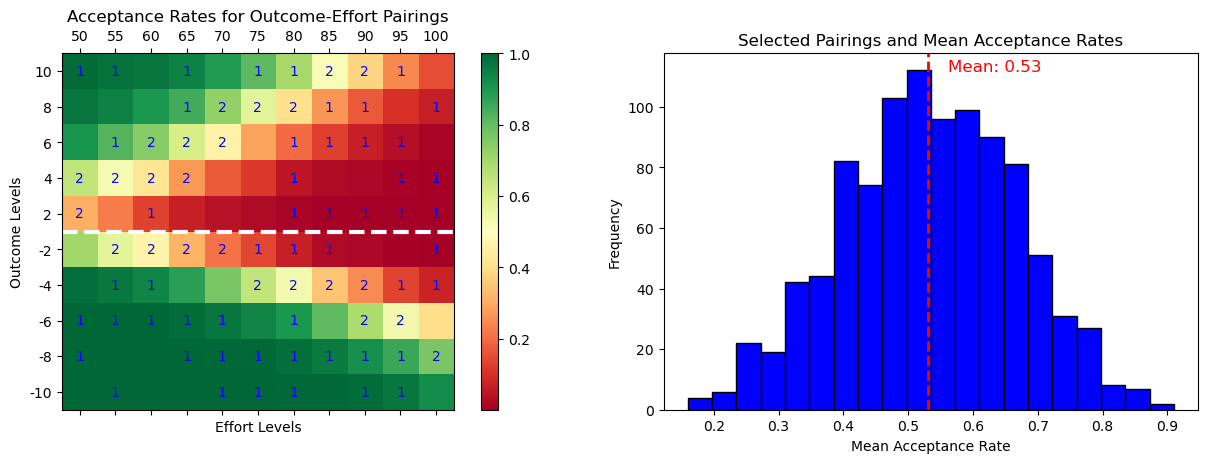 Acceptance Rates for Outcome-Effort Pairings
50 55 60 65 70 75 80 85 90 95 100
10 1 1 1 1 1 2 2 1
8 1 2 2 2 1 1 1
6 1 2 2 2 1 1 1 1
4 2 2 2 2 1 1 1
2 2 1 1 1 1 1 1
-2 2 2 2 2 1 1 1 1
-4 1 1 2 2 2 2 1 1
-6 1 1 1 1 1 1 2 2
-8 1 1 1 1 1 1 1 1 2
-10 1 1 1 1 1 1
Outcome Levels
Effort Levels
1.0
0.8
0.6
0.4
0.2
Selected Pairings and Mean Acceptance Rates
Mean: 0.53
100
80
60
40
20
0
Frequency
0.2 0.3 0.4 0.5 0.6 0.7 0.8 0.9
Mean Acceptance Rate